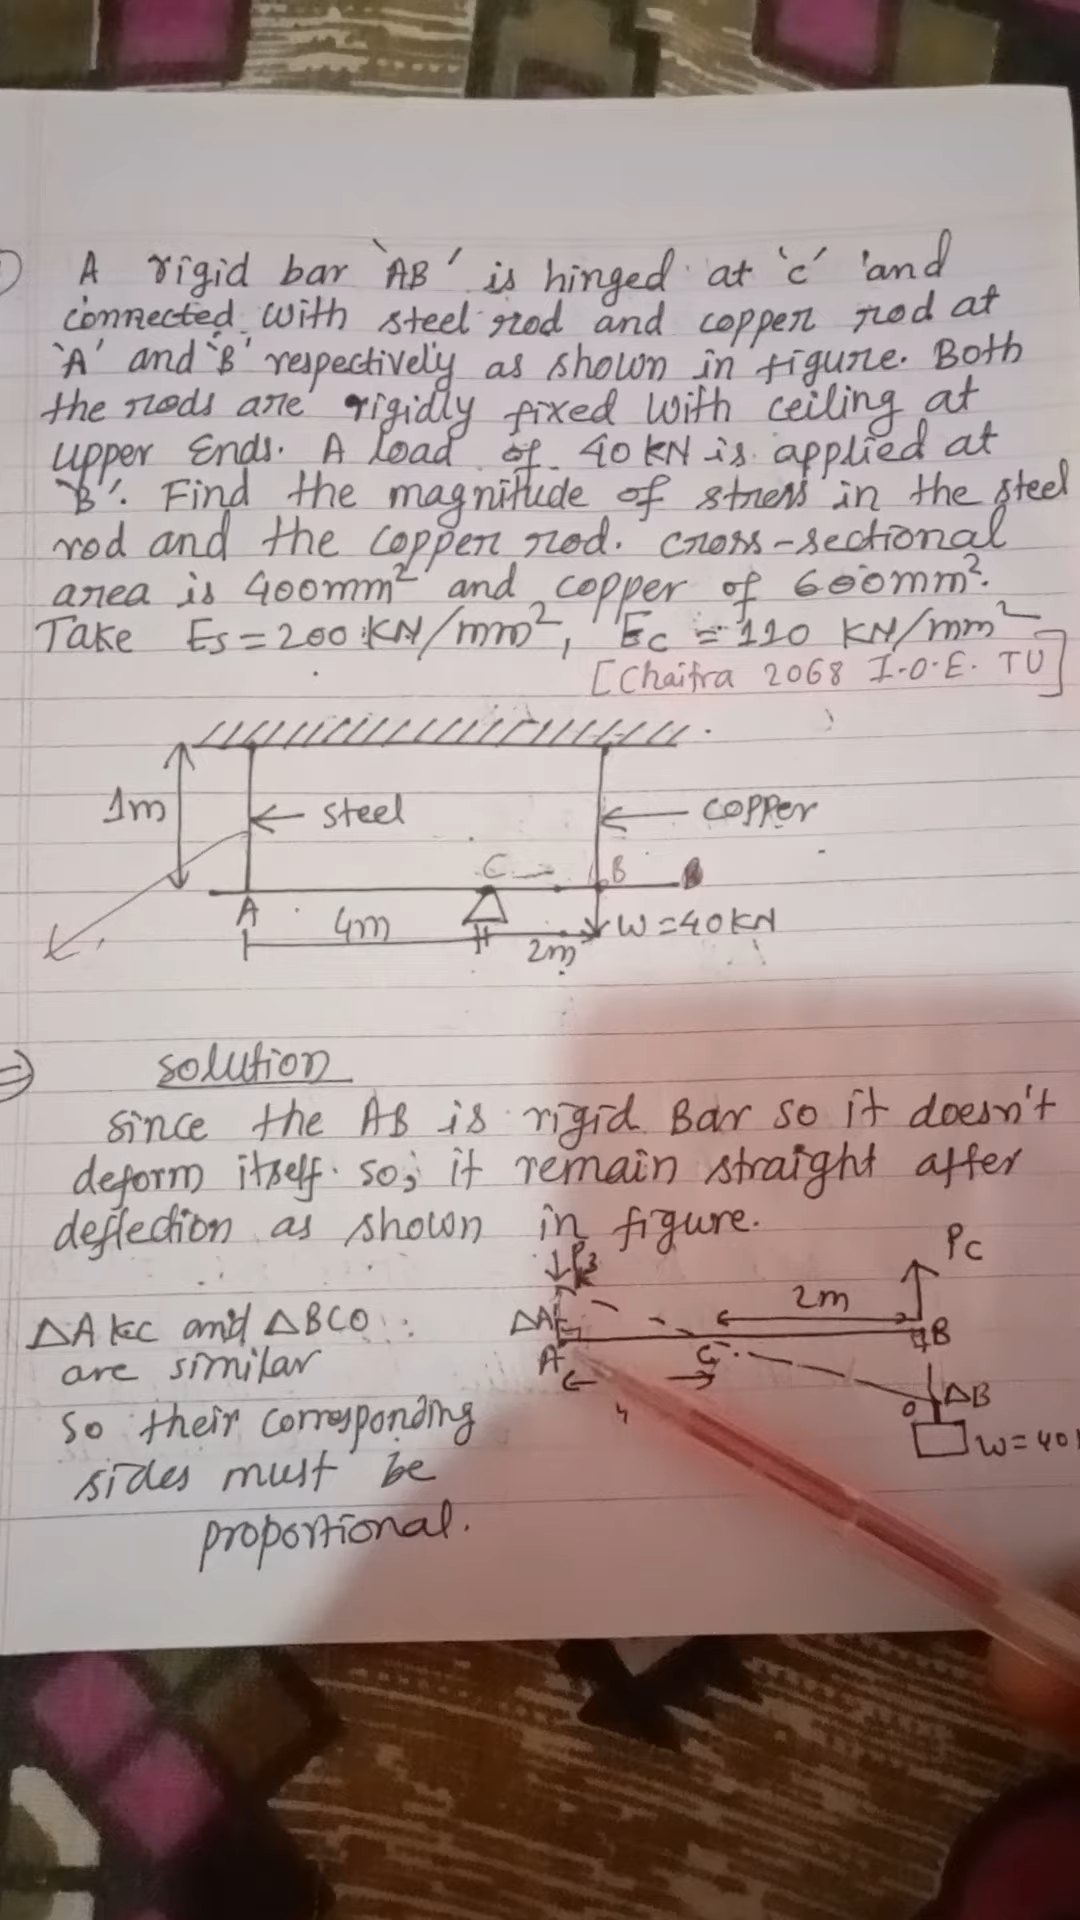 A rigid bar `AB' is hinged at 'c' 'and
connected with steel rod and copper rod at
`A' and `B' respectively as shown in figure. Both
the rods are rigidly fixed with ceiling at
upper Ends. A load of 40 KN is applied at
`B'. Find the magnitude of stress in the steel
rod and the copper rod. cross-sectional
area is 400mm² and copper of 600mm².
Take Es = 200 KN/mm², Ec = 110 KN/mm²
[Chaitra 2068 I.O.E. TU]
1m
steel
copper
C
B
A
4m
2m
W = 40KN
=> solution
since the AB is rigid Bar so it doesn't
deform itself. so; it remain straight after
deflection as shown in figure.
Pc
2m
ΔA
B
A
C
4
ΔB
O
W = 40
ΔAKC and ΔBCO
are similar
so their corresponding
sides must be
proportional.